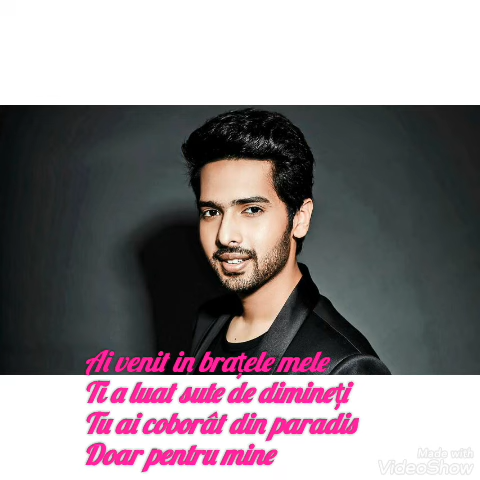 Ai venit in brațele mele
Ti a luat sute de dimineți
Tu ai coborât din paradis
Doar pentru mine
Made with
VideoShow